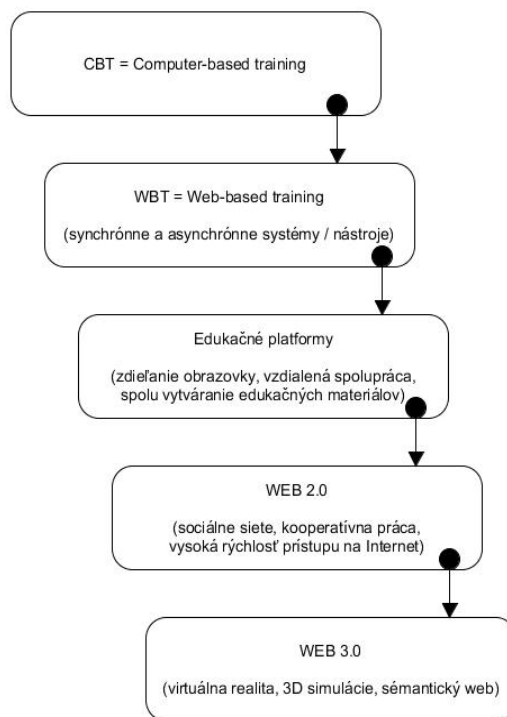 CBT = Computer-based training
WBT = Web-based training
(synchrónne a asynchrónne systémy / nástroje)
Edukačné platformy
(zdieľanie obrazovky, vzdialená spolupráca,
spolu vytváranie edukačných materiálov)
WEB 2.0
(sociálne siete, kooperatívna práca,
vysoká rýchlosť prístupu na Internet)
WEB 3.0
(virtuálna realita, 3D simulácie, sémantický web)